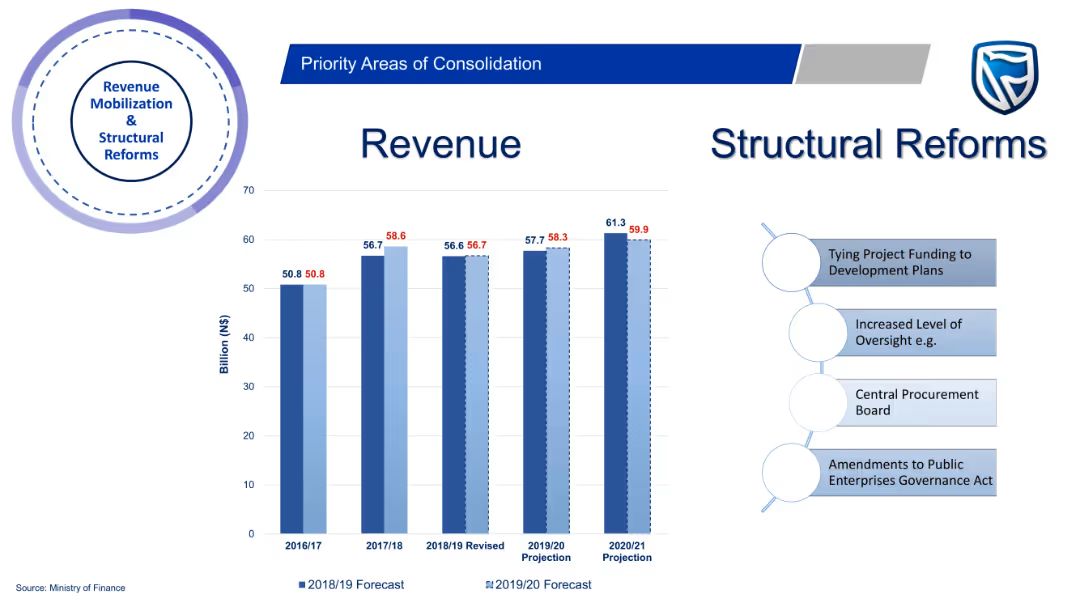 Revenue
Mobilization
&
Structural
Reforms
Priority Areas of Consolidation
Revenue
Structural Reforms
70
60
50
40
30
20
10
0
Billion (N$)
50.8 50.8
56.7 58.6
56.6 56.7
57.7 58.3
61.3 59.9
2016/17
2017/18
2018/19 Revised
2019/20
Projection
2020/21
Projection
2018/19 Forecast
2019/20 Forecast
Tying Project Funding to
Development Plans
Increased Level of
Oversight e.g.
Central Procurement
Board
Amendments to Public
Enterprises Governance Act
Source: Ministry of Finance